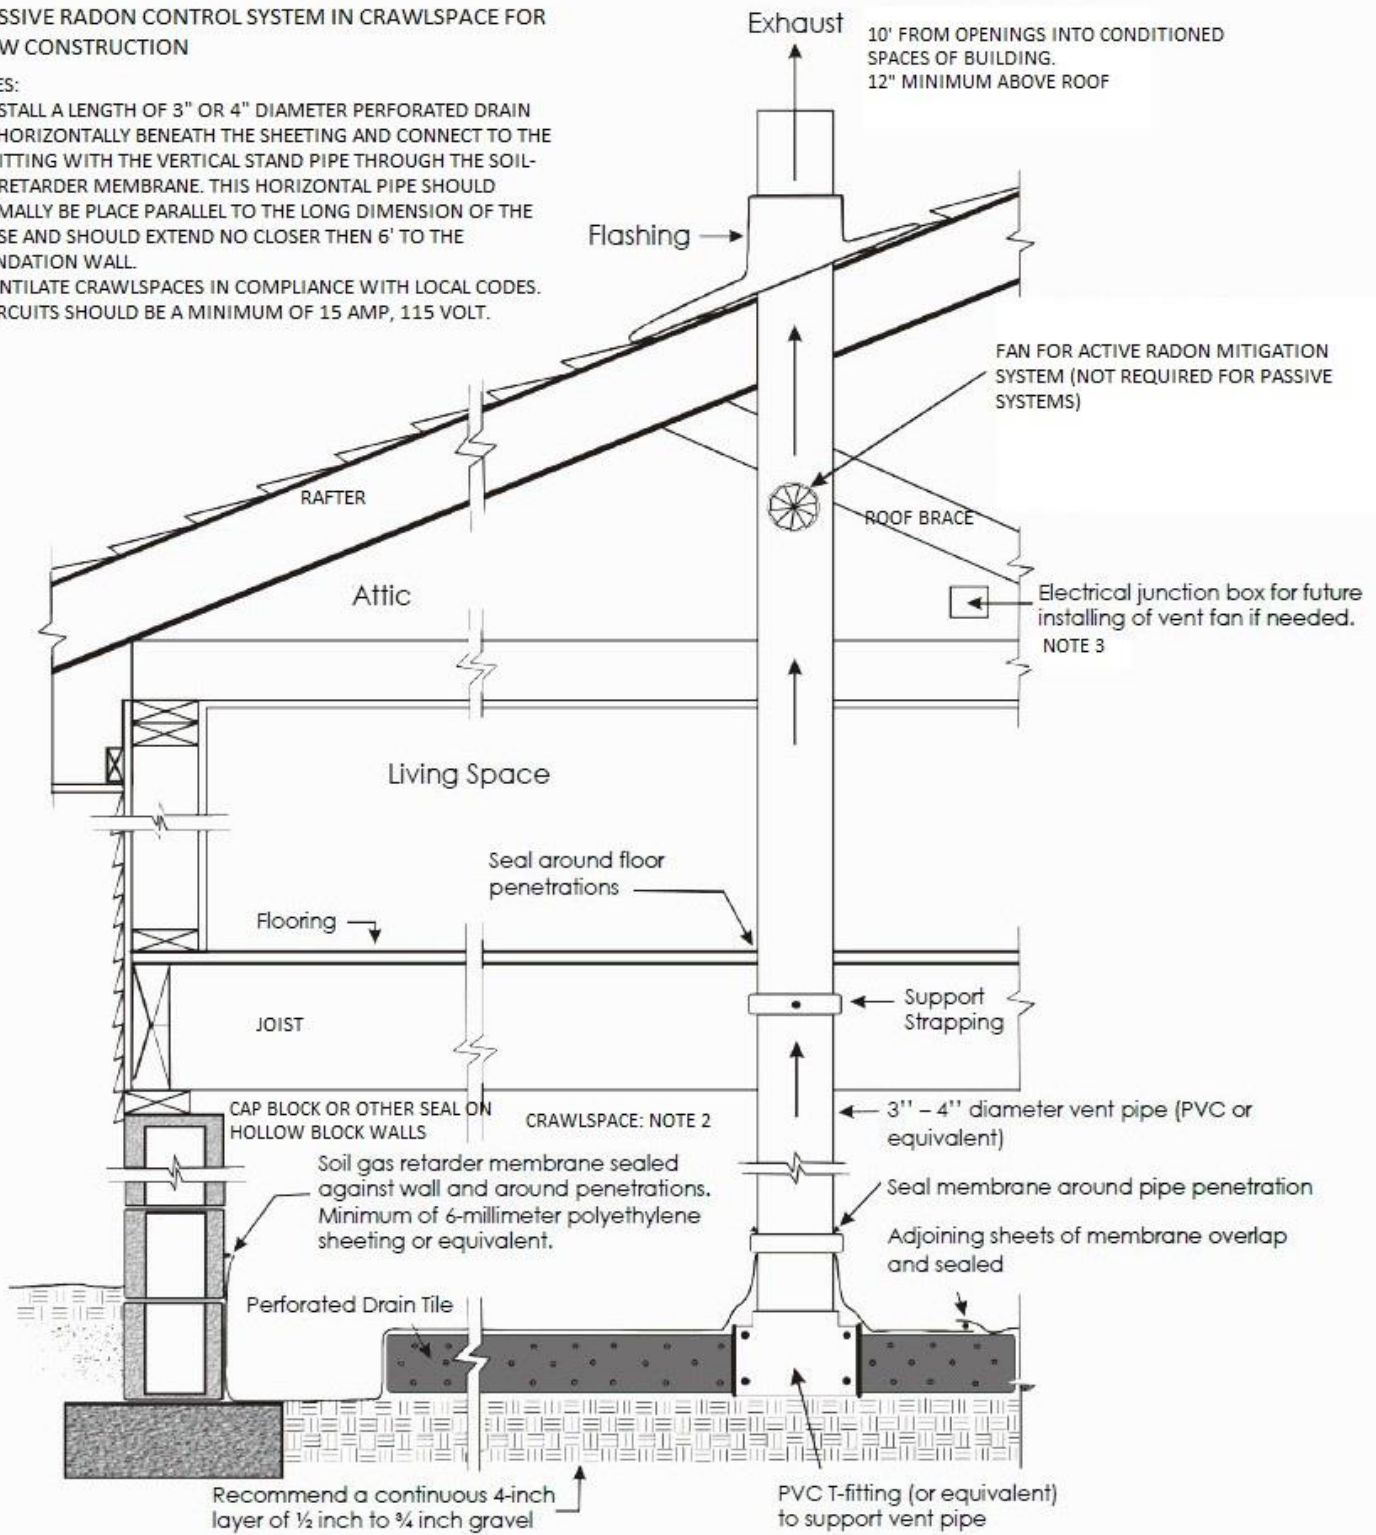 SSIVE RADON CONTROL SYSTEM IN CRAWLSPACE FOR
W CONSTRUCTION
ES:
STALL A LENGTH OF 3" OR 4" DIAMETER PERFORATED DRAIN
HORIZONTALLY BENEATH THE SHEETING AND CONNECT TO THE
ITTING WITH THE VERTICAL STAND PIPE THROUGH THE SOIL-
RETARDER MEMBRANE. THIS HORIZONTAL PIPE SHOULD
MALLY BE PLACE PARALLEL TO THE LONG DIMENSION OF THE
SE AND SHOULD EXTEND NO CLOSER THEN 6' TO THE
NDATION WALL.
NTILATE CRAWLSPACES IN COMPLIANCE WITH LOCAL CODES.
RCUITS SHOULD BE A MINIMUM OF 15 AMP, 115 VOLT.
Exhaust
10' FROM OPENINGS INTO CONDITIONED
SPACES OF BUILDING.
12" MINIMUM ABOVE ROOF
Flashing
FAN FOR ACTIVE RADON MITIGATION
SYSTEM (NOT REQUIRED FOR PASSIVE
SYSTEMS)
RAFTER
ROOF BRACE
Attic
Electrical junction box for future
installing of vent fan if needed.
NOTE 3
Living Space
Seal around floor
penetrations
Flooring
Support
Strapping
JOIST
CAP BLOCK OR OTHER SEAL ON
HOLLOW BLOCK WALLS
CRAWLSPACE: NOTE 2
3'' – 4'' diameter vent pipe (PVC or
equivalent)
Soil gas retarder membrane sealed
against wall and around penetrations.
Minimum of 6-millimeter polyethylene
sheeting or equivalent.
Seal membrane around pipe penetration
Adjoining sheets of membrane overlap
and sealed
Perforated Drain Tile
Recommend a continuous 4-inch
layer of ½ inch to ¾ inch gravel
PVC T-fitting (or equivalent)
to support vent pipe